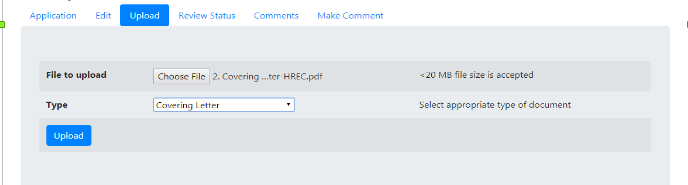 Application Edit Upload Review Status Comments Make Comment
File to upload Choose File 2. Covering ...ter-HREC.pdf <20 MB file size is accepted
Type Covering Letter Select appropriate type of document
Upload